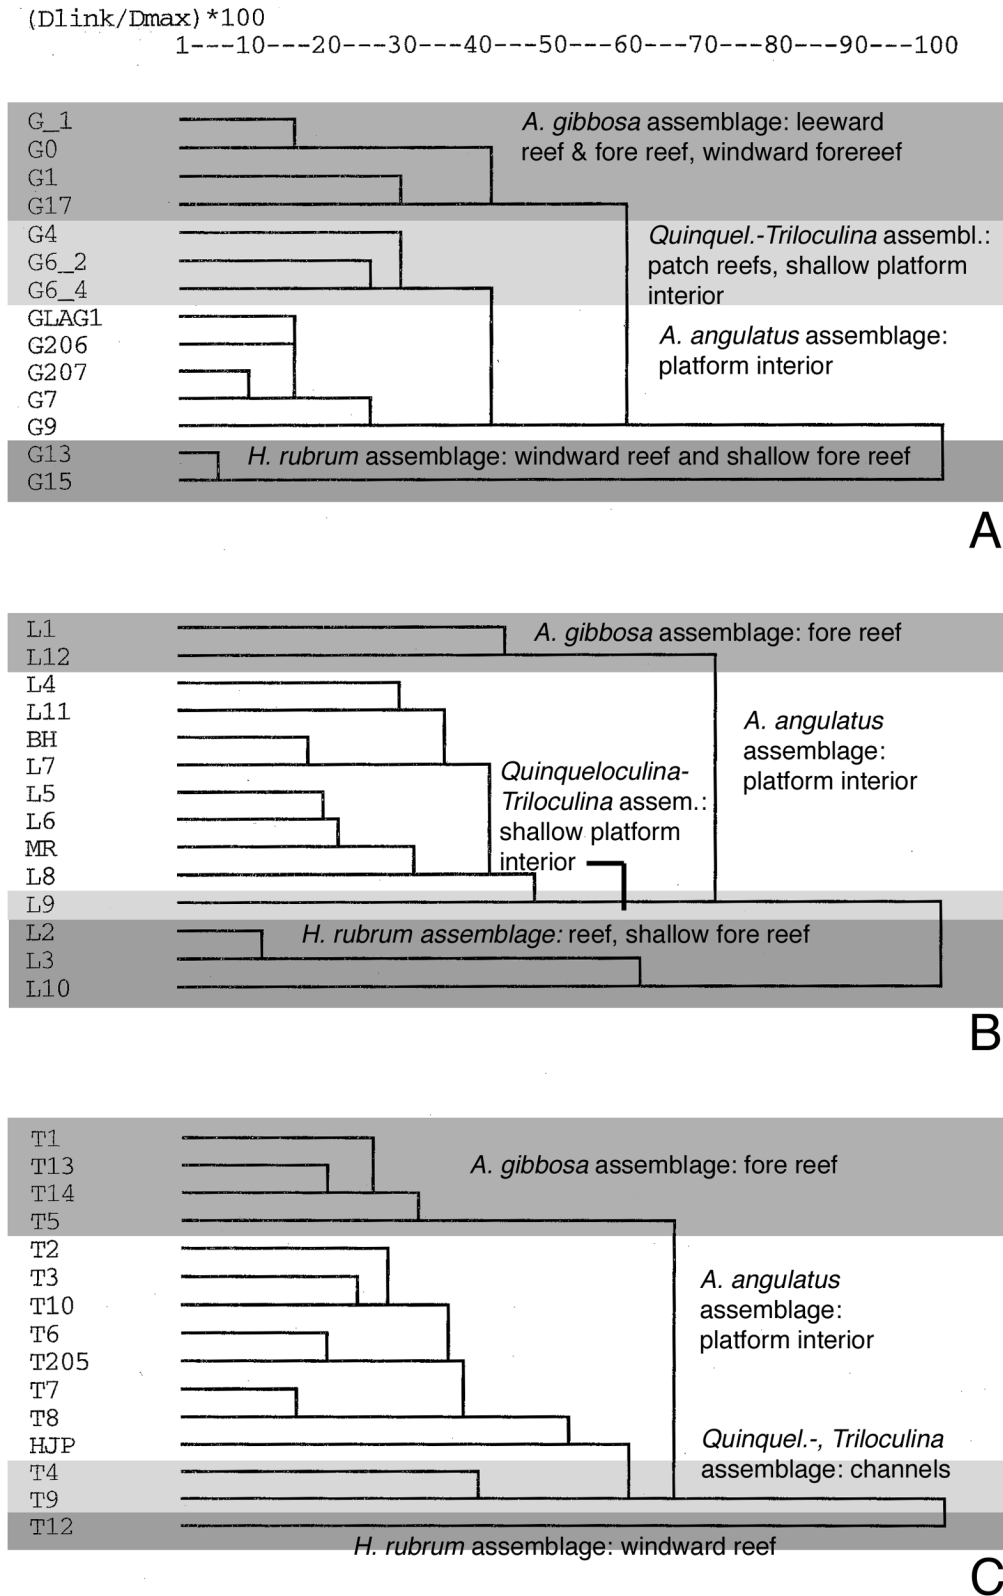 (Dlink/Dmax)*100
1---10---20---30---40---50---60---70---80---90---100
G_1
G0
G1
G17
G4
G6_2
G6_4
GLAG1
G206
G207
G7
G9
G13
G15
A. gibbosa assemblage: leeward
reef & fore reef, windward forereef
Quinquel.-Triloculina assembl.:
patch reefs, shallow platform
interior
A. angulatus assemblage:
platform interior
H. rubrum assemblage: windward reef and shallow fore reef
A
L1
L12
L4
L11
BH
L7
L5
L6
MR
L8
L9
L2
L3
L10
A. gibbosa assemblage: fore reef
A. angulatus
assemblage:
platform interior
Quinqueloculina-
Triloculina assem.:
shallow platform
interior
H. rubrum assemblage: reef, shallow fore reef
B
T1
T13
T14
T5
T2
T3
T10
T6
T205
T7
T8
HJP
T4
T9
T12
A. gibbosa assemblage: fore reef
A. angulatus
assemblage:
platform interior
Quinquel.-, Triloculina
assemblage: channels
H. rubrum assemblage: windward reef
C